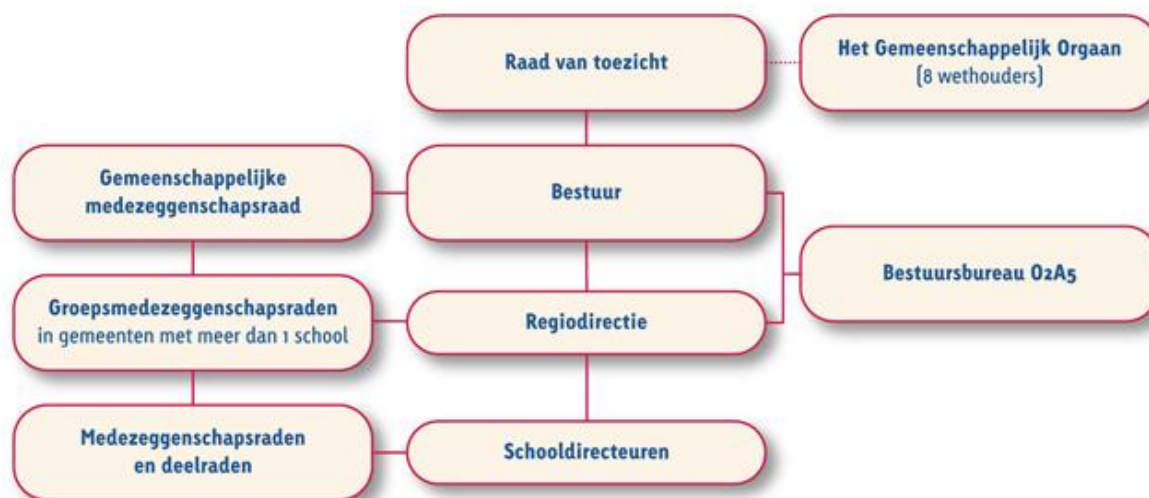 Raad van toezicht
Het Gemeenschappelijk Orgaan
(8 wethouders)
Gemeenschappelijke
medezeggenschapsraad
Bestuur
Bestuursbureau O2A5
Groepsmedezeggenschapsraden
in gemeenten met meer dan 1 school
Regiodirectie
Medezeggenschapsraden
en deelraden
Schooldirecteuren